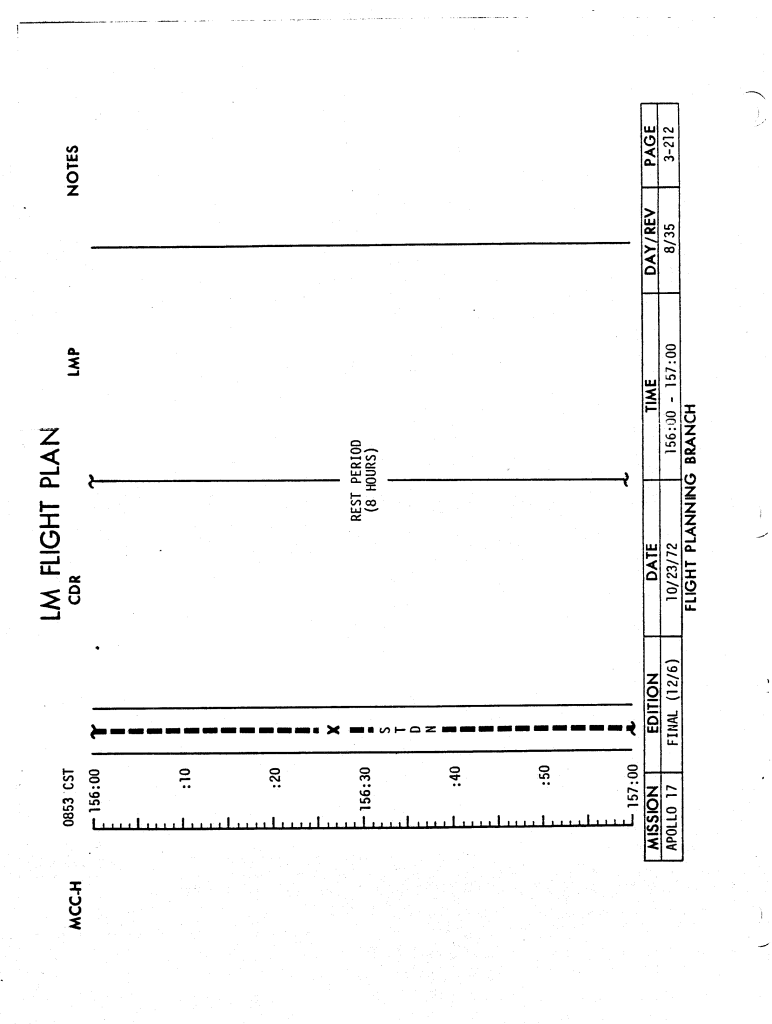 LM FLIGHT PLAN
MCC-H CDR LMP NOTES
0853 CST
156:00
:10
:20
X
156:30
STDN
REST PERIOD
(8 HOURS)
:40
:50
157:00
MISSION EDITION DATE TIME DAY/REV PAGE
APOLLO 17 FINAL (12/6) 10/23/72 156:00 - 157:00 8/35 3-212
FLIGHT PLANNING BRANCH